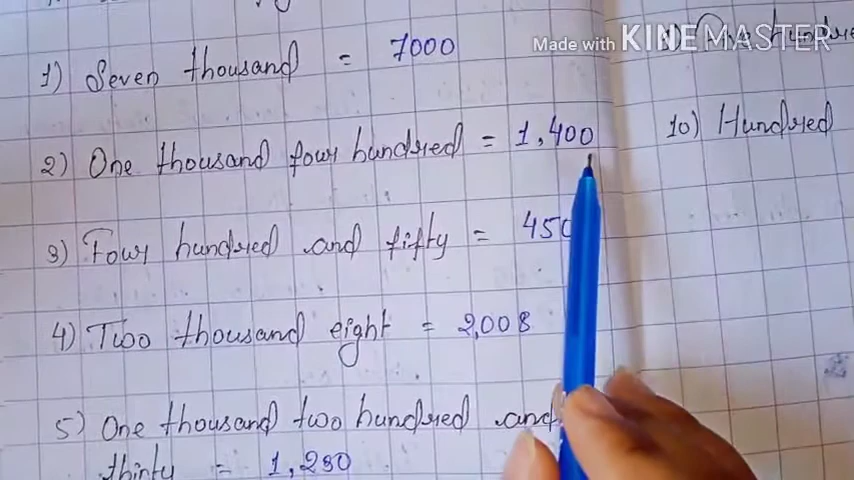 1) Seven thousand = 7000
2) One thousand four hundred = 1,400
3) Four hundred and fifty = 450
4) Two thousand eight = 2,008
5) One thousand two hundred and
thirty = 1,230
Made with KINEMASTER
10) Hundred